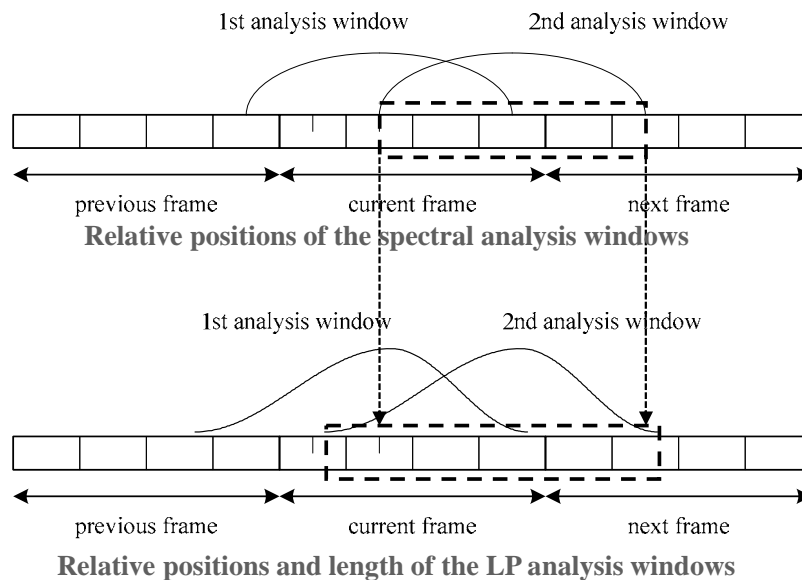 1st analysis window 2nd analysis window
previous frame current frame next frame
Relative positions of the spectral analysis windows
1st analysis window 2nd analysis window
previous frame current frame next frame
Relative positions and length of the LP analysis windows